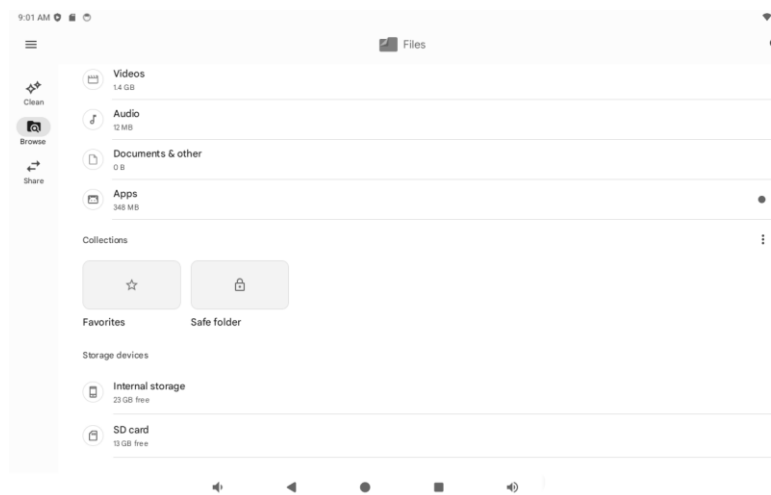 9:01 AM
Files
Clean
Browse
Share
Videos
1.4 GB
Audio
12 MB
Documents & other
0 B
Apps
348 MB
Collections
Favorites
Safe folder
Storage devices
Internal storage
23 GB free
SD card
13 GB free